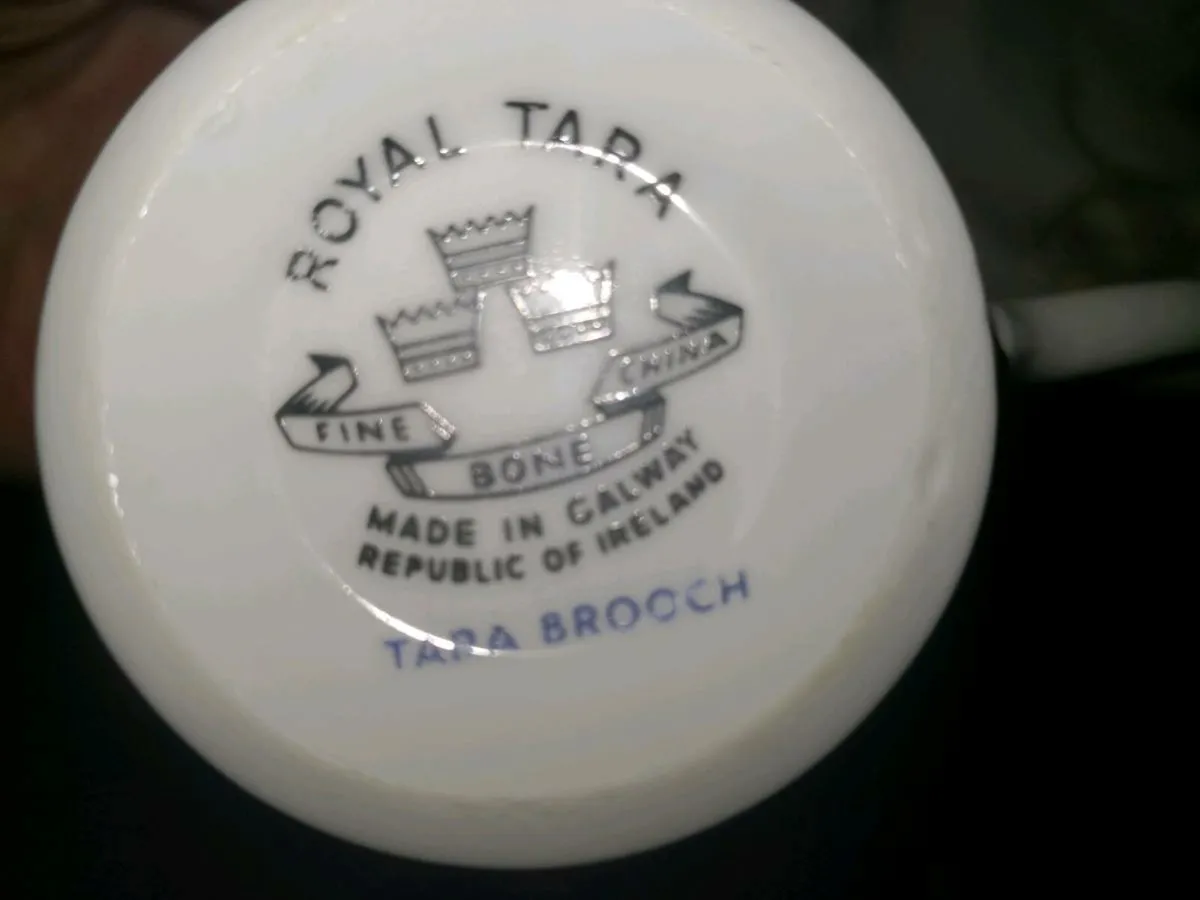 ROYAL TARA
FINE BONE CHINA
MADE IN GALWAY
REPUBLIC OF IRELAND
TARA BROOCH